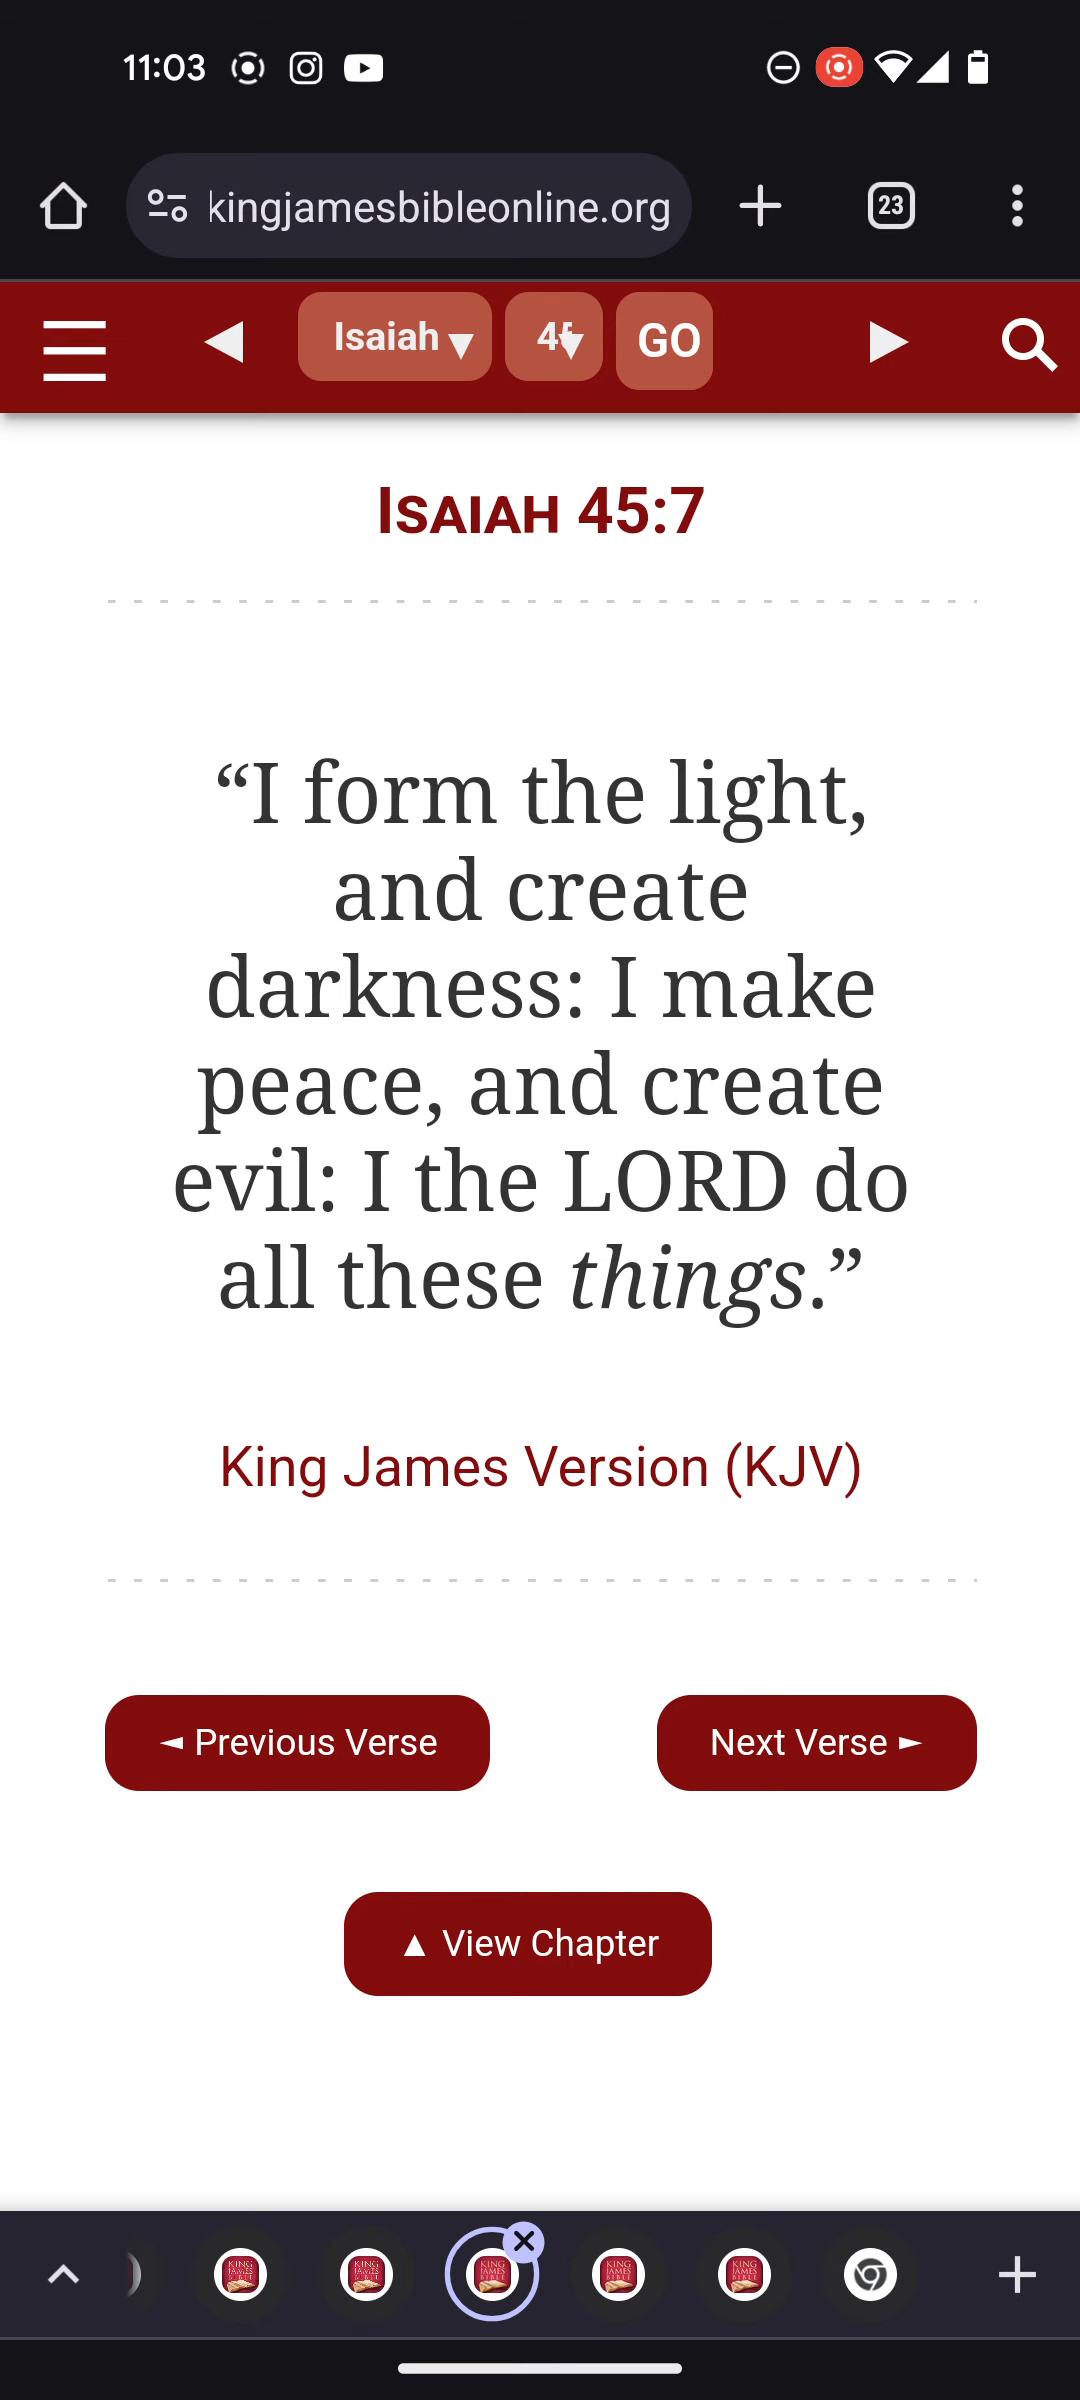 11:03
kingjamesbibleonline.org
23
Isaiah
GO
Isaiah 45:7
“I form the light,
and create
darkness: I make
peace, and create
evil: I the LORD do
all these things.”
King James Version (KJV)
◄ Previous Verse
Next Verse ►
▲ View Chapter